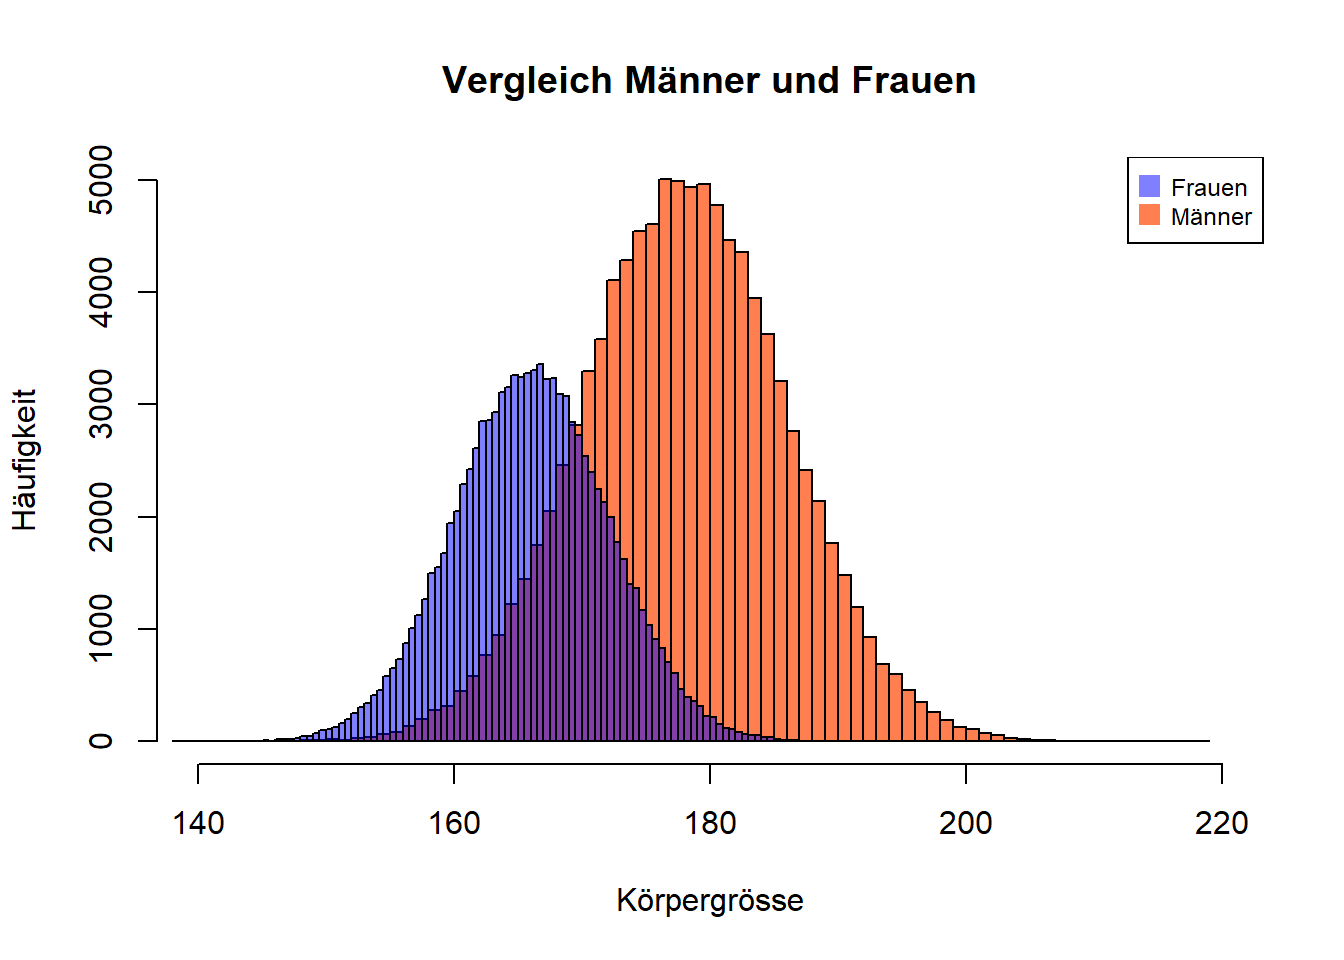 Vergleich Männer und Frauen
Frauen
Männer
Häufigkeit
5000
4000
3000
2000
1000
0
140 160 180 200 220
Körpergrösse